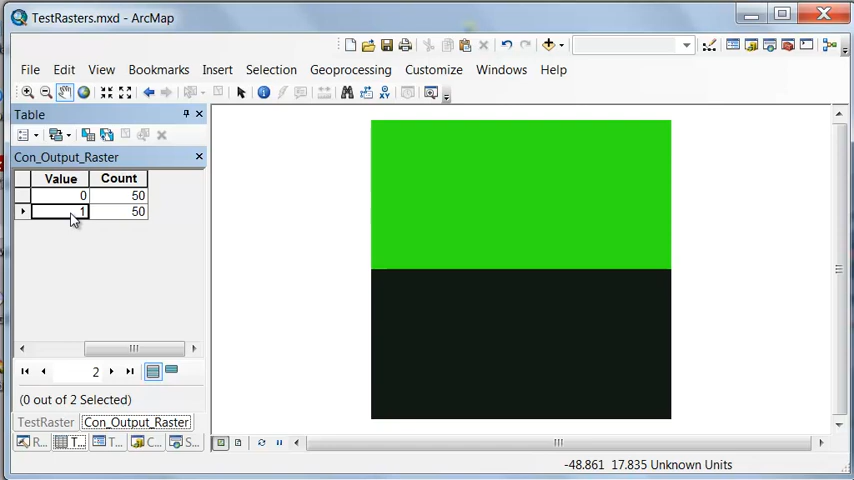 TestRasters.mxd - ArcMap
File Edit View Bookmarks Insert Selection Geoprocessing Customize Windows Help
Table
Con_Output_Raster
Value Count
0 50
1 50
2
(0 out of 2 Selected)
TestRaster Con_Output_Raster
R... T... T... C... S...
-48.861 17.835 Unknown Units